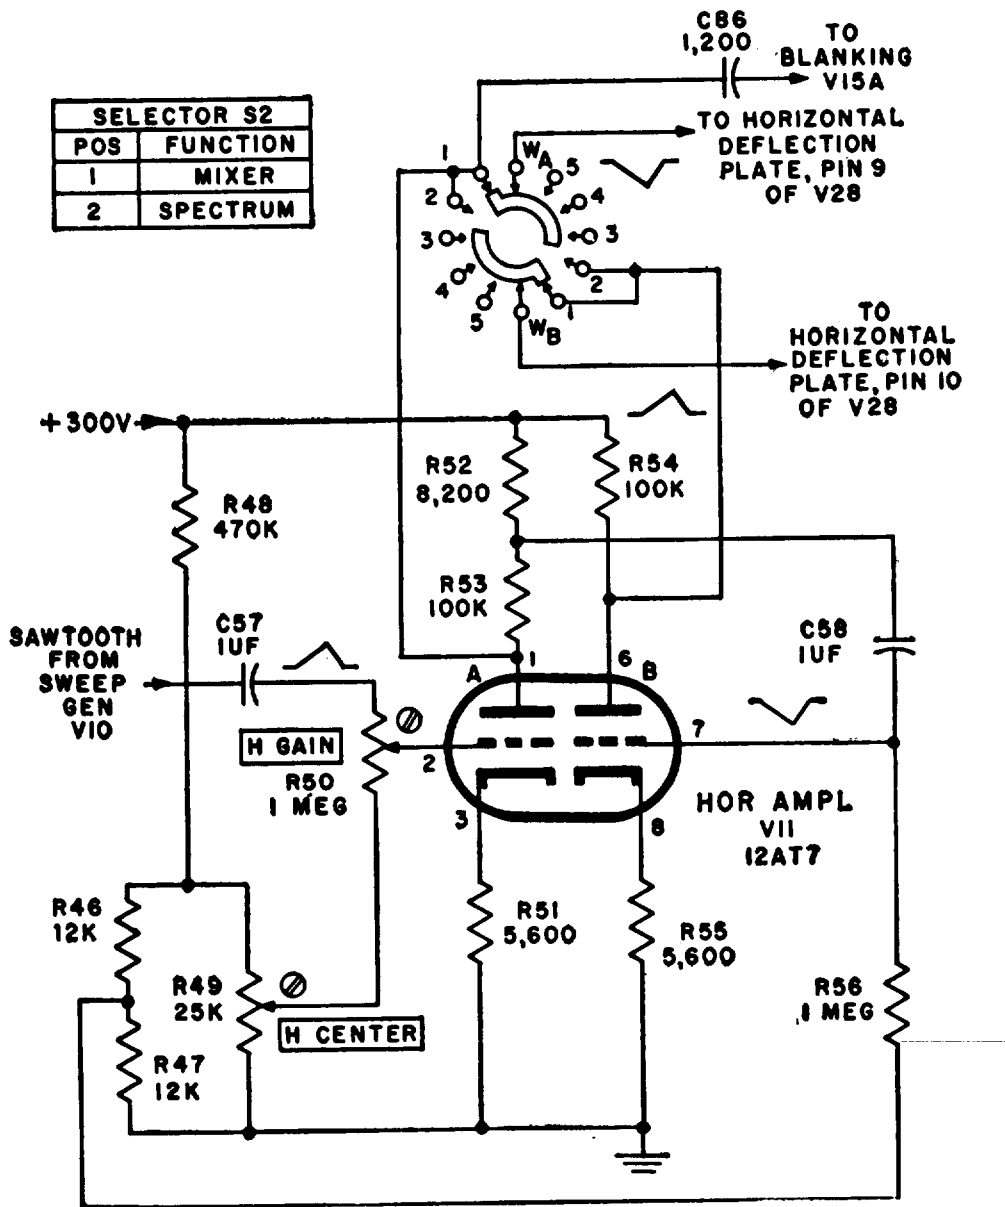 C86
1,200
TO
BLANKING
V15A
SELECTOR S2
POS FUNCTION
1 MIXER
2 SPECTRUM
TO HORIZONTAL
DEFLECTION
PLATE, PIN 9
OF V28
1
WA
5
2
4
3
3
4
2
5
1
WB
TO
HORIZONTAL
DEFLECTION
PLATE, PIN 10
OF V28
+300V
R52
8,200
R54
100K
R48
470K
R53
100K
SAWTOOTH
FROM
SWEEP
GEN
V10
C57
1UF
C58
1UF
A
1
6
B
H GAIN
R50
1 MEG
2
7
3
8
HOR AMPL
V11
12AT7
R46
12K
R51
5,600
R55
5,600
R49
25K
H CENTER
R56
1 MEG
R47
12K